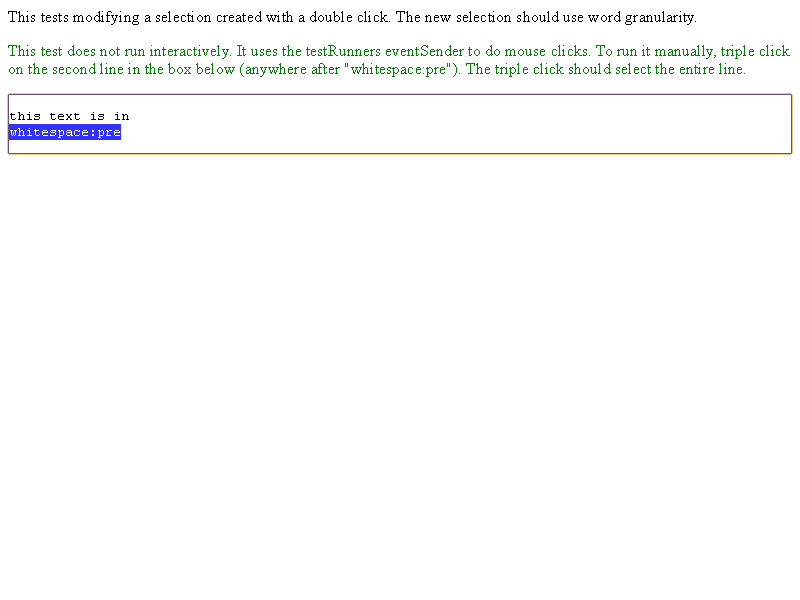 This tests modifying a selection created with a double click. The new selection should use word granularity.
This test does not run interactively. It uses the testRunners eventSender to do mouse clicks. To run it manually, triple click
on the second line in the box below (anywhere after "whitespace:pre"). The triple click should select the entire line.
this text is in
whitespace:pre